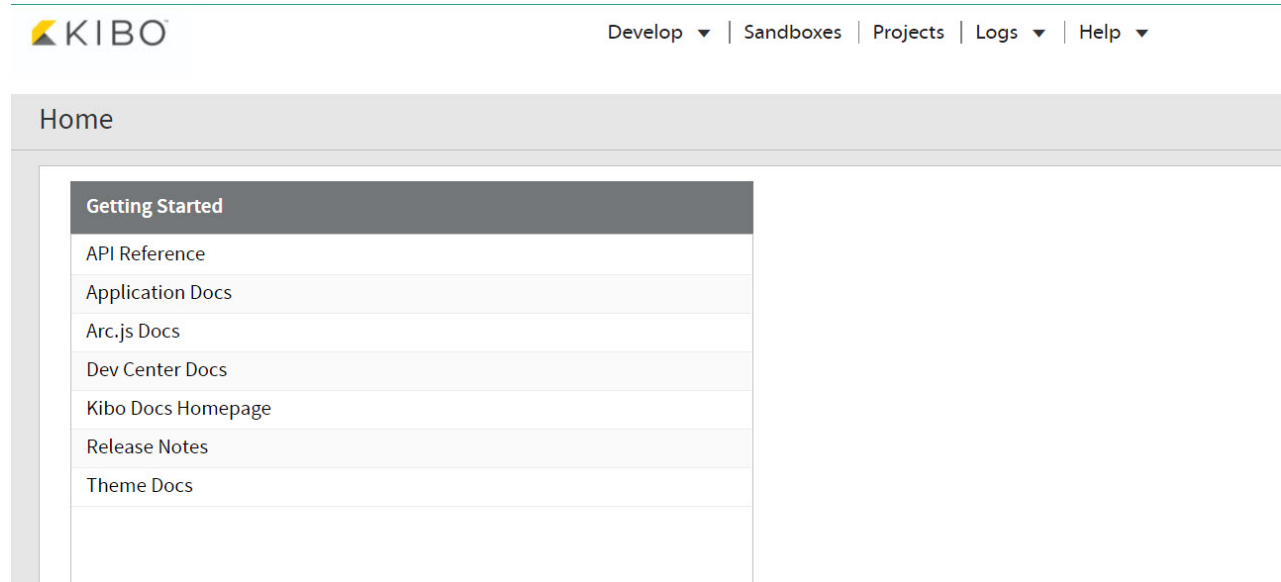 KIBO™
Develop ▼ | Sandboxes | Projects | Logs ▼ | Help ▼
Home
Getting Started
API Reference
Application Docs
Arc.js Docs
Dev Center Docs
Kibo Docs Homepage
Release Notes
Theme Docs